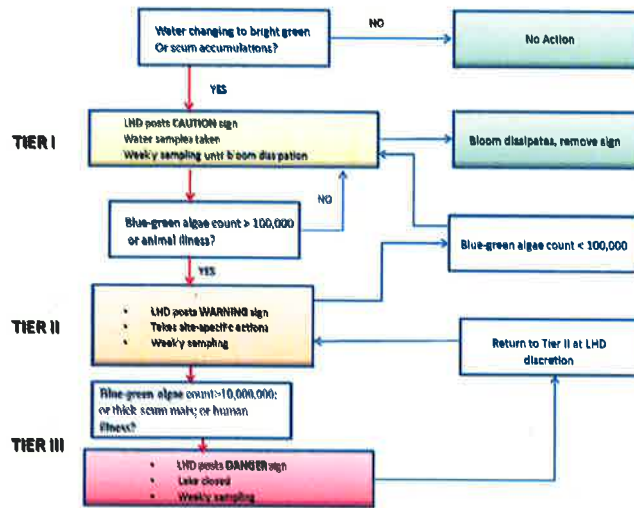 Water changing to bright green
Or scum accumulations?
NO
No Action
YES
TIER I
LHD posts CAUTION sign
Water samples taken
Weekly sampling until bloom dissipation
Bloom dissipates, remove sign
NO
Blue-green algae count > 100,000
or animal illness?
Blue-green algae count < 100,000
YES
TIER II
• LHD posts WARNING sign
• Takes site-specific actions
• Weekly sampling
Return to Tier II at LHD
discretion
Blue-green algae count>10,000,000;
or thick scum mats; or human
illness?
TIER III
• LHD posts DANGER sign
• Lake closed
• Weekly sampling